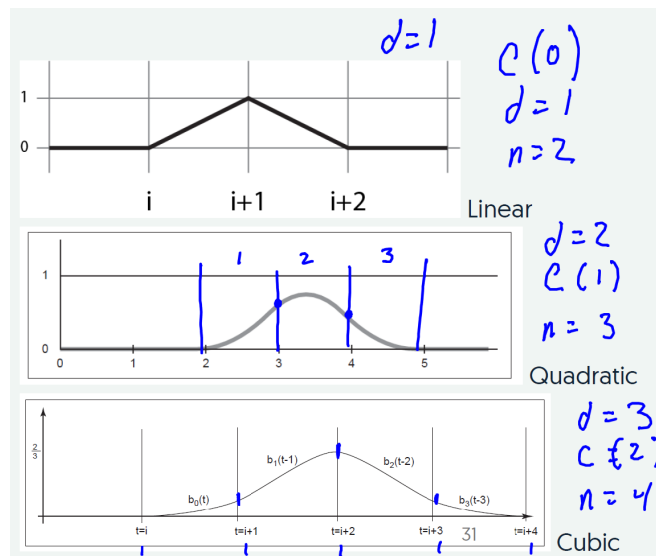 d=1
C(0)
d=1
n=2
1
0
i i+1 i+2
Linear
d=2
C(1)
n=3
1 2 3
1
0
0 1 2 3 4 5
Quadratic
d=3
C(2)
n=4
2/3
b₁(t-1) b₂(t-2)
b₀(t) b₃(t-3)
t=i t=i+1 t=i+2 t=i+3 31 t=i+4
Cubic